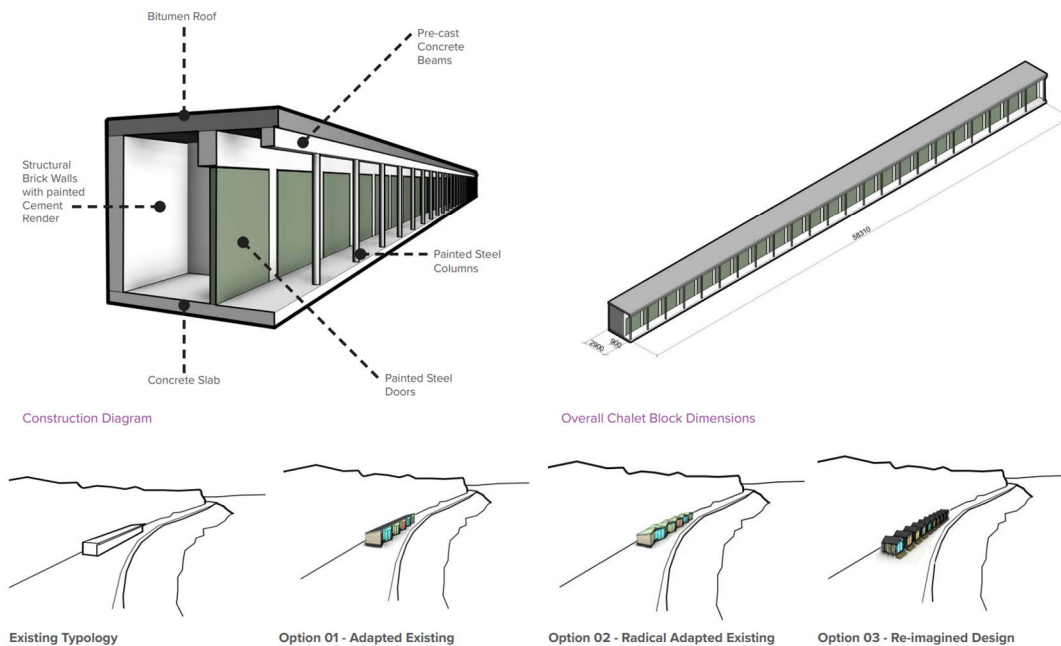 Bitumen Roof
Pre-cast
Concrete
Beams
Structural
Brick Walls
with painted
Cement
Render
Painted Steel
Columns
Concrete Slab
Painted Steel
Doors
58310
900
2900
Construction Diagram
Overall Chalet Block Dimensions
Existing Typology
Option 01 - Adapted Existing
Option 02 - Radical Adapted Existing
Option 03 - Re-imagined Design